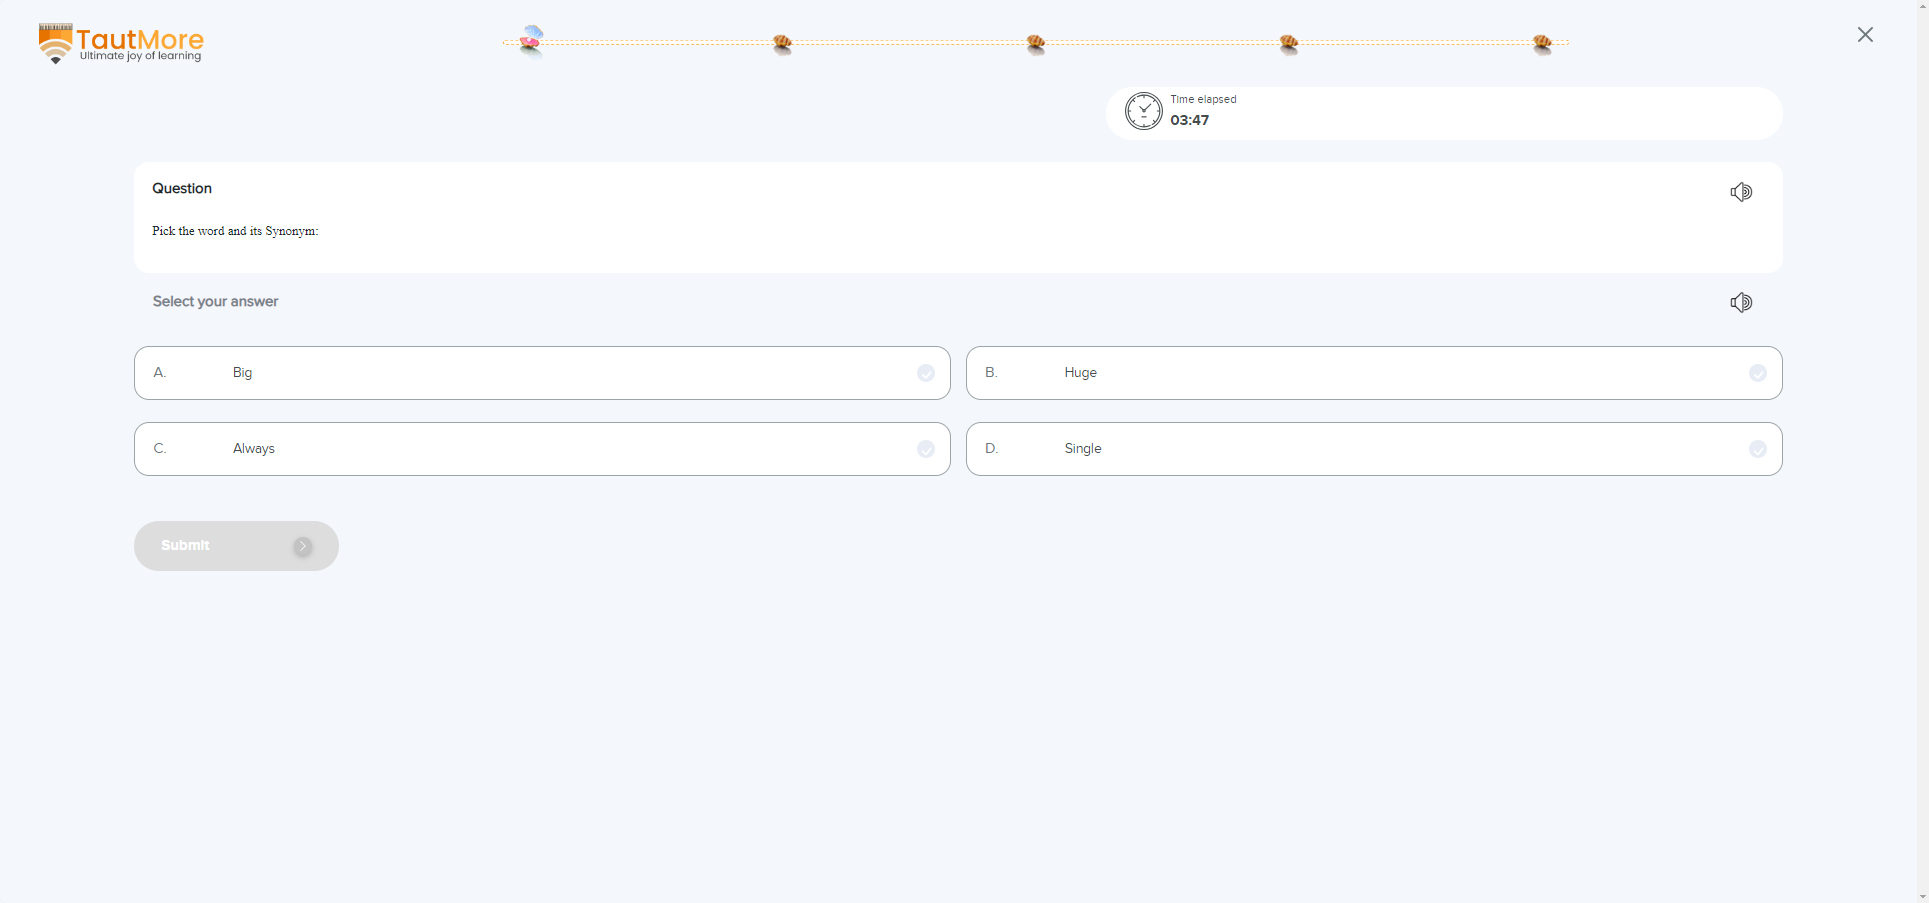 TautMore
Ultimate joy of learning
Time elapsed
03:47
Question
Pick the word and its Synonym:
Select your answer
A. Big
B. Huge
C. Always
D. Single
Submit